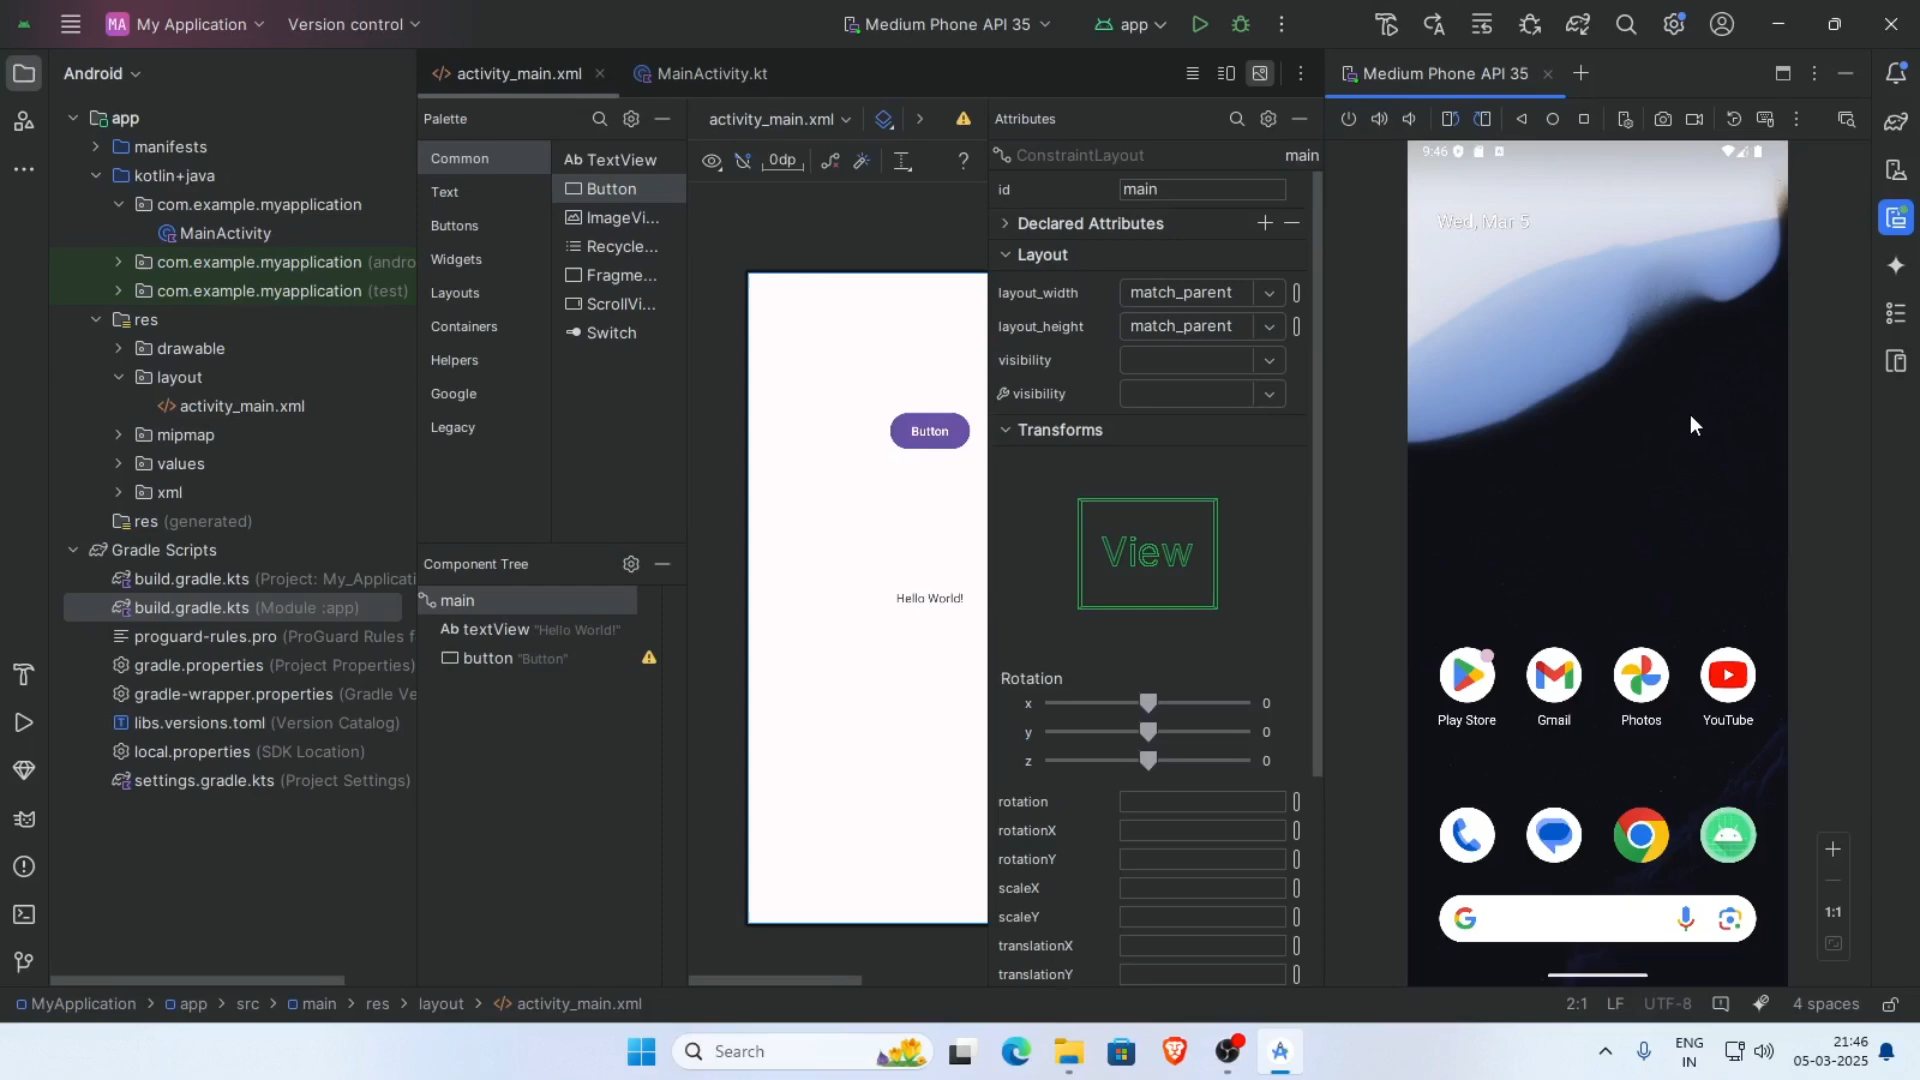 MA My Application
Version control
Medium Phone API 35
app
Android
app
manifests
kotlin+java
com.example.myapplication
MainActivity
com.example.myapplication (andro
com.example.myapplication (test)
res
drawable
layout
activity_main.xml
mipmap
values
xml
res (generated)
Gradle Scripts
build.gradle.kts (Project: My_Applicati
build.gradle.kts (Module :app)
proguard-rules.pro (ProGuard Rules f
gradle.properties (Project Properties)
gradle-wrapper.properties (Gradle Ve
libs.versions.toml (Version Catalog)
local.properties (SDK Location)
settings.gradle.kts (Project Settings)
activity_main.xml
MainActivity.kt
Palette
Common
Text
Buttons
Widgets
Layouts
Containers
Helpers
Google
Legacy
Ab TextView
Button
ImageVi...
Recycle...
Fragme...
ScrollVi...
Switch
Component Tree
main
Ab textView "Hello World!"
button "Button"
activity_main.xml
0dp
?
Button
Hello World!
Attributes
ConstraintLayout main
id main
Declared Attributes
Layout
layout_width match_parent
layout_height match_parent
visibility
visibility
Transforms
View
Rotation
x 0
y 0
z 0
rotation
rotationX
rotationY
scaleX
scaleY
translationX
translationY
Medium Phone API 35
9:46
Wed, Mar 5
Play Store
Gmail
Photos
YouTube
G
1:1
MyApplication > app > src > main > res > layout > activity_main.xml
2:1 LF UTF-8 4 spaces
Search
ENG
IN
21:46
05-03-2025